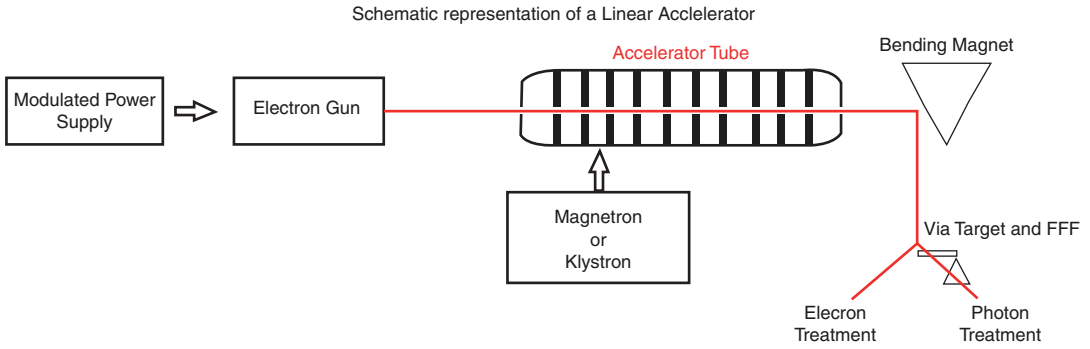 Schematic representation of a Linear Acclelerator
Accelerator Tube
Bending Magnet
Modulated Power
Supply
Electron Gun
Magnetron
or
Klystron
Via Target and FFF
Elecron
Treatment
Photon
Treatment